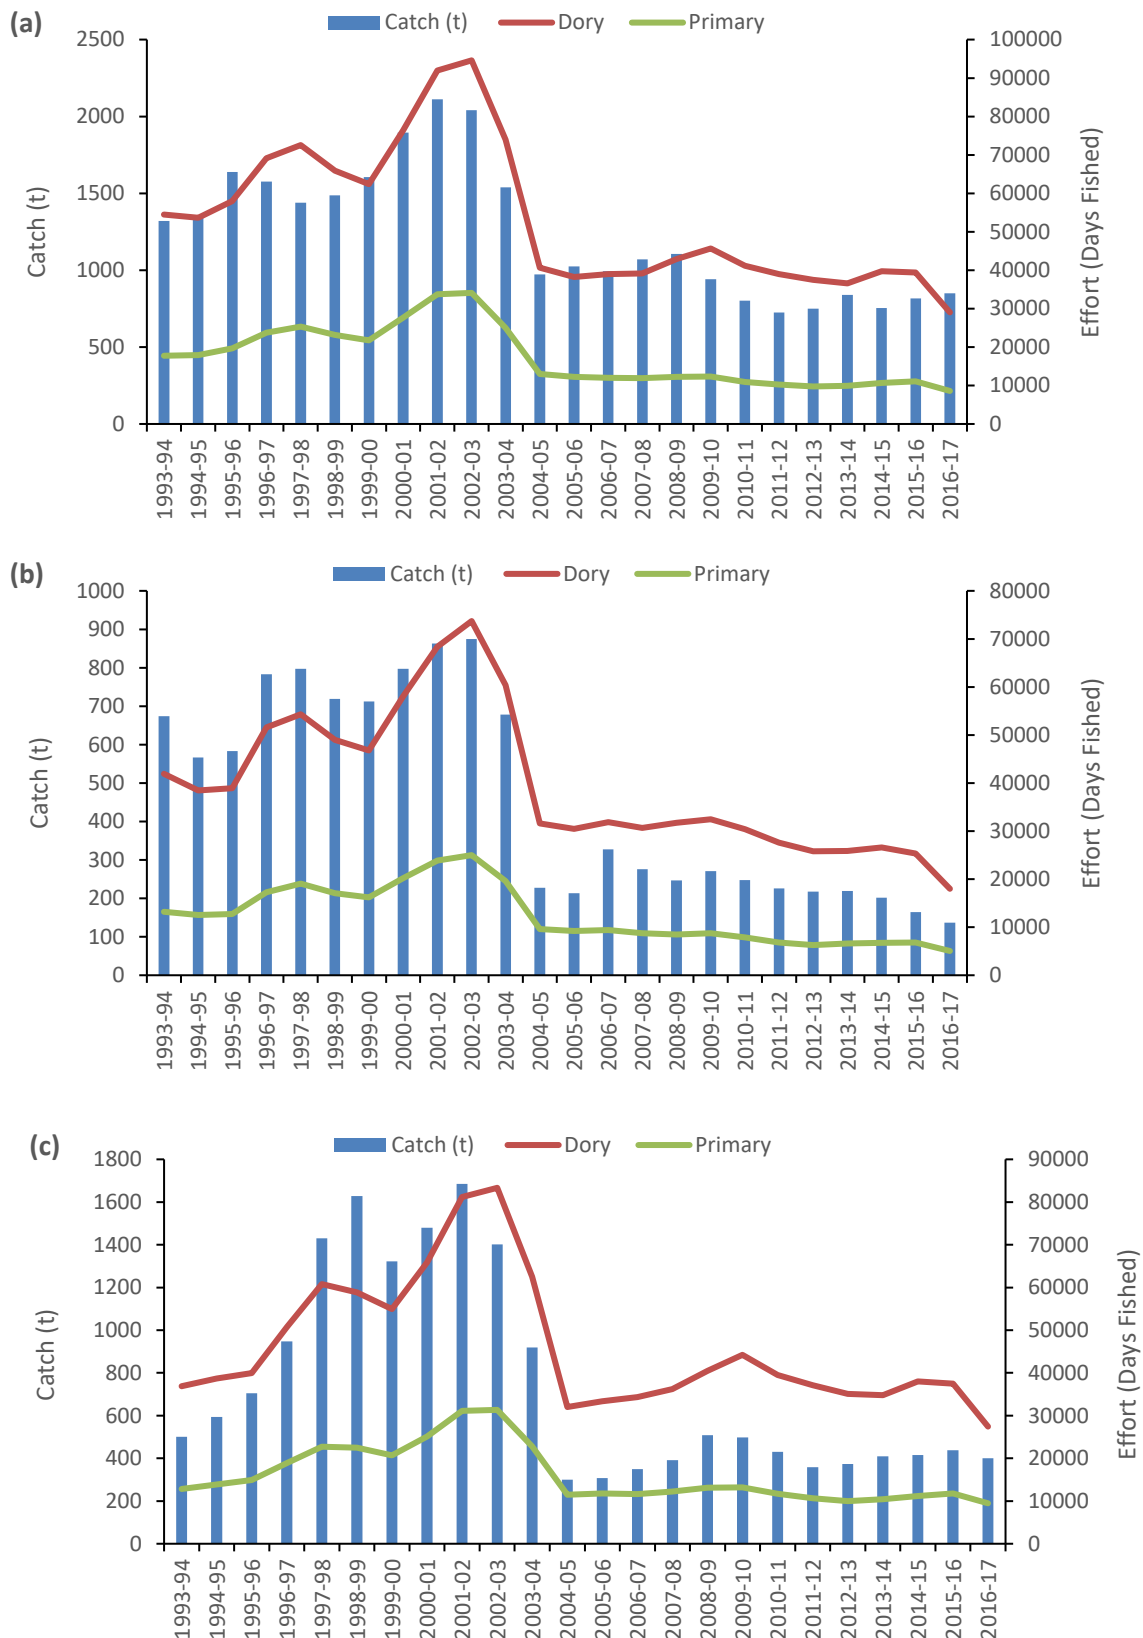 (a)
Catch (t) Dory Primary
2500 100000
90000
2000 80000
70000
1500 60000
50000
1000 40000
30000
500 20000
10000
0 0
Catch (t)
Effort (Days Fished)
1993-94 1994-95 1995-96 1996-97 1997-98 1998-99 1999-00 2000-01 2001-02 2002-03 2003-04 2004-05 2005-06 2006-07 2007-08 2008-09 2009-10 2010-11 2011-12 2012-13 2013-14 2014-15 2015-16 2016-17
(b)
Catch (t) Dory Primary
1000 80000
900
70000
800
60000
700
600 50000
500 40000
400
30000
300
20000
200
100 10000
0 0
Catch (t)
Effort (Days Fished)
1993-94 1994-95 1995-96 1996-97 1997-98 1998-99 1999-00 2000-01 2001-02 2002-03 2003-04 2004-05 2005-06 2006-07 2007-08 2008-09 2009-10 2010-11 2011-12 2012-13 2013-14 2014-15 2015-16 2016-17
(c)
Catch (t) Dory Primary
1800 90000
1600 80000
1400 70000
1200 60000
1000 50000
800 40000
600 30000
400 20000
200 10000
0 0
Catch (t)
Effort (Days Fished)
1993-94 1994-95 1995-96 1996-97 1997-98 1998-99 1999-00 2000-01 2001-02 2002-03 2003-04 2004-05 2005-06 2006-07 2007-08 2008-09 2009-10 2010-11 2011-12 2012-13 2013-14 2014-15 2015-16 2016-17